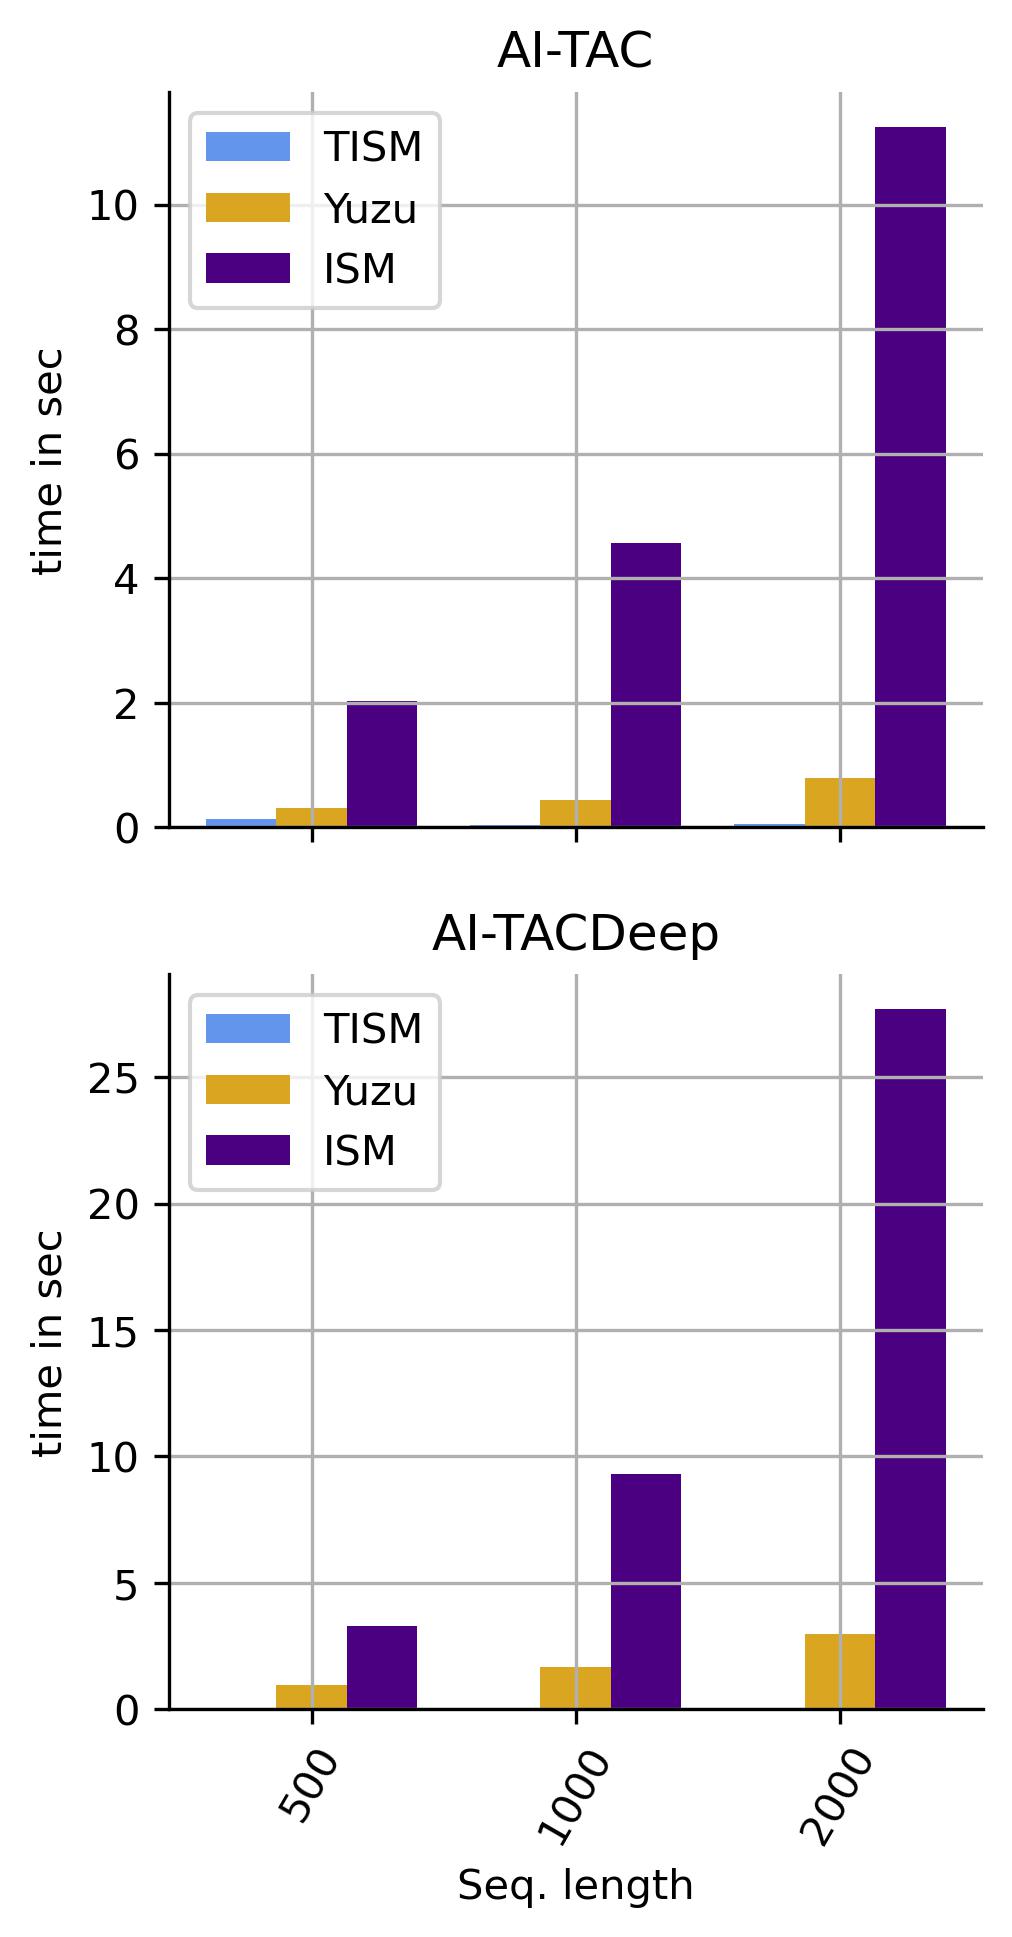 AI-TAC
TISM
Yuzu
ISM
10
8
6
4
2
0
time in sec
AI-TACDeep
TISM
Yuzu
ISM
25
20
15
10
5
0
time in sec
500
1000
2000
Seq. length